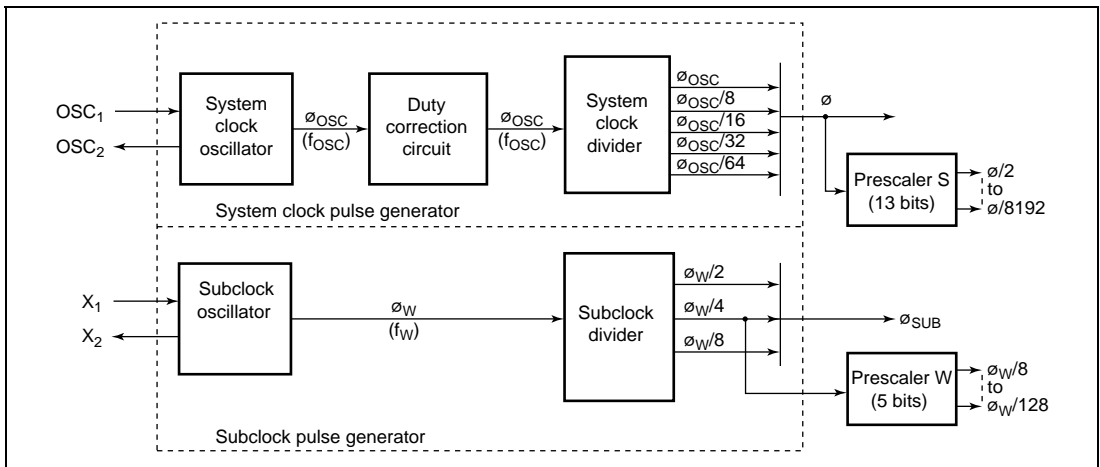 OSC1
OSC2
System
clock
oscillator
øOSC
(fOSC)
Duty
correction
circuit
øOSC
(fOSC)
System
clock
divider
øOSC
øOSC/8
øOSC/16
øOSC/32
øOSC/64
ø
Prescaler S
(13 bits)
ø/2
to
ø/8192
System clock pulse generator
X1
X2
Subclock
oscillator
øW
(fW)
Subclock
divider
øW/2
øW/4
øW/8
øSUB
Prescaler W
(5 bits)
øW/8
to
øW/128
Subclock pulse generator